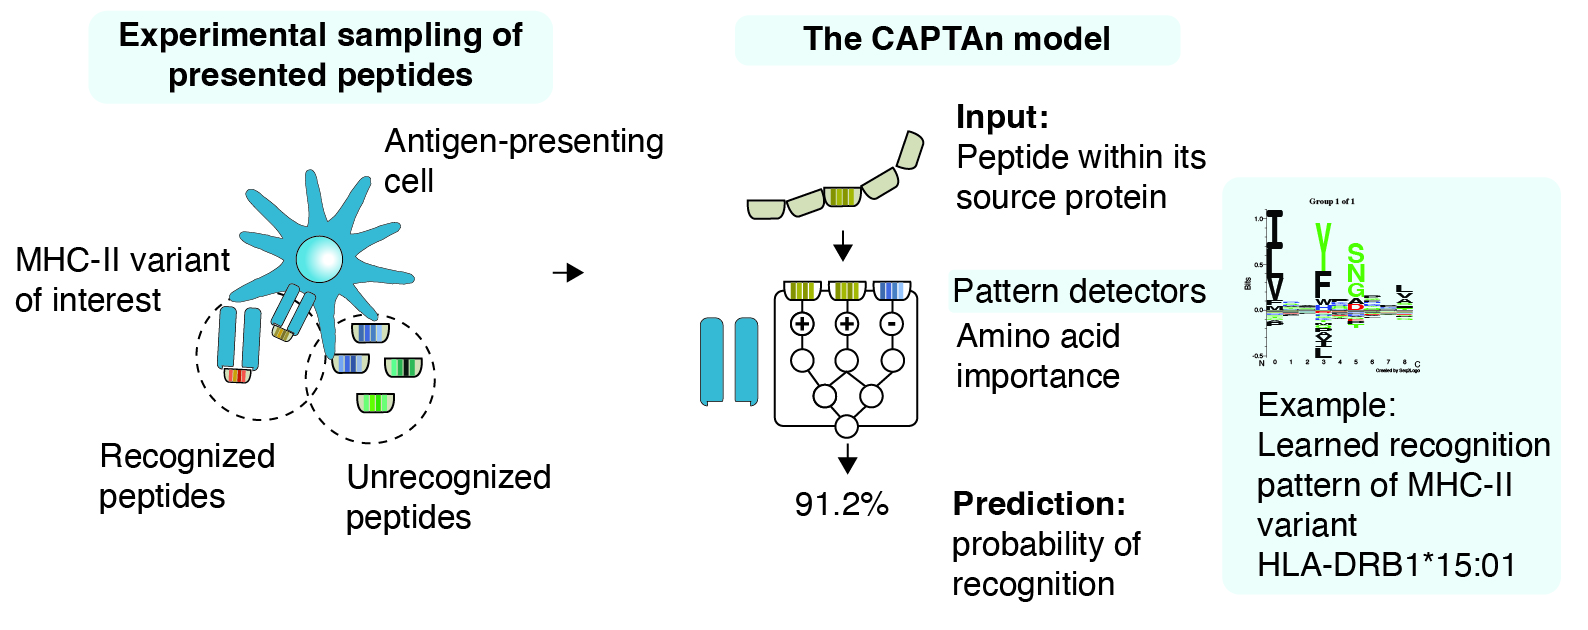 Experimental sampling of
presented peptides
Antigen-presenting
cell
MHC-II variant
of interest
Recognized
peptides
Unrecognized
peptides
The CAPTAn model
Input:
Peptide within its
source protein
Pattern detectors
Amino acid
importance
+ + -
91.2%
Prediction:
probability of
recognition
Group 1 of 1
1.0
0.5
0.0
-0.5
Bits
N 0 1 2 3 4 5 6 7 8 C
Created by Seq2Logo
Example:
Learned recognition
pattern of MHC-II
variant
HLA-DRB1*15:01